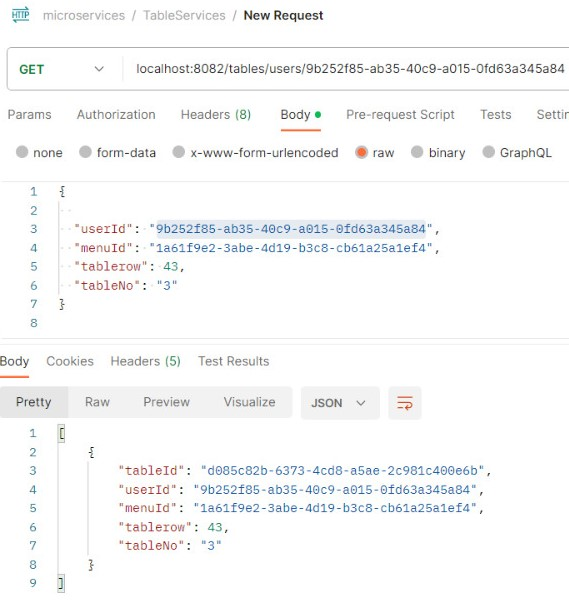 HTTP microservices / TableServices / New Request
GET localhost:8082/tables/users/9b252f85-ab35-40c9-a015-0fd63a345a84
Params Authorization Headers (8) Body Pre-request Script Tests Settin
none form-data x-www-form-urlencoded raw binary GraphQL
1 {
2
3 "userId": "9b252f85-ab35-40c9-a015-0fd63a345a84",
4 "menuId": "1a61f9e2-3abe-4d19-b3c8-cb61a25a1ef4",
5 "tablerow": 43,
6 "tableNo": "3"
7 }
8
Body Cookies Headers (5) Test Results
Pretty Raw Preview Visualize JSON
1 [
2 {
3 "tableId": "d085c82b-6373-4cd8-a5ae-2c981c400e6b",
4 "userId": "9b252f85-ab35-40c9-a015-0fd63a345a84",
5 "menuId": "1a61f9e2-3abe-4d19-b3c8-cb61a25a1ef4",
6 "tablerow": 43,
7 "tableNo": "3"
8 }
9 ]